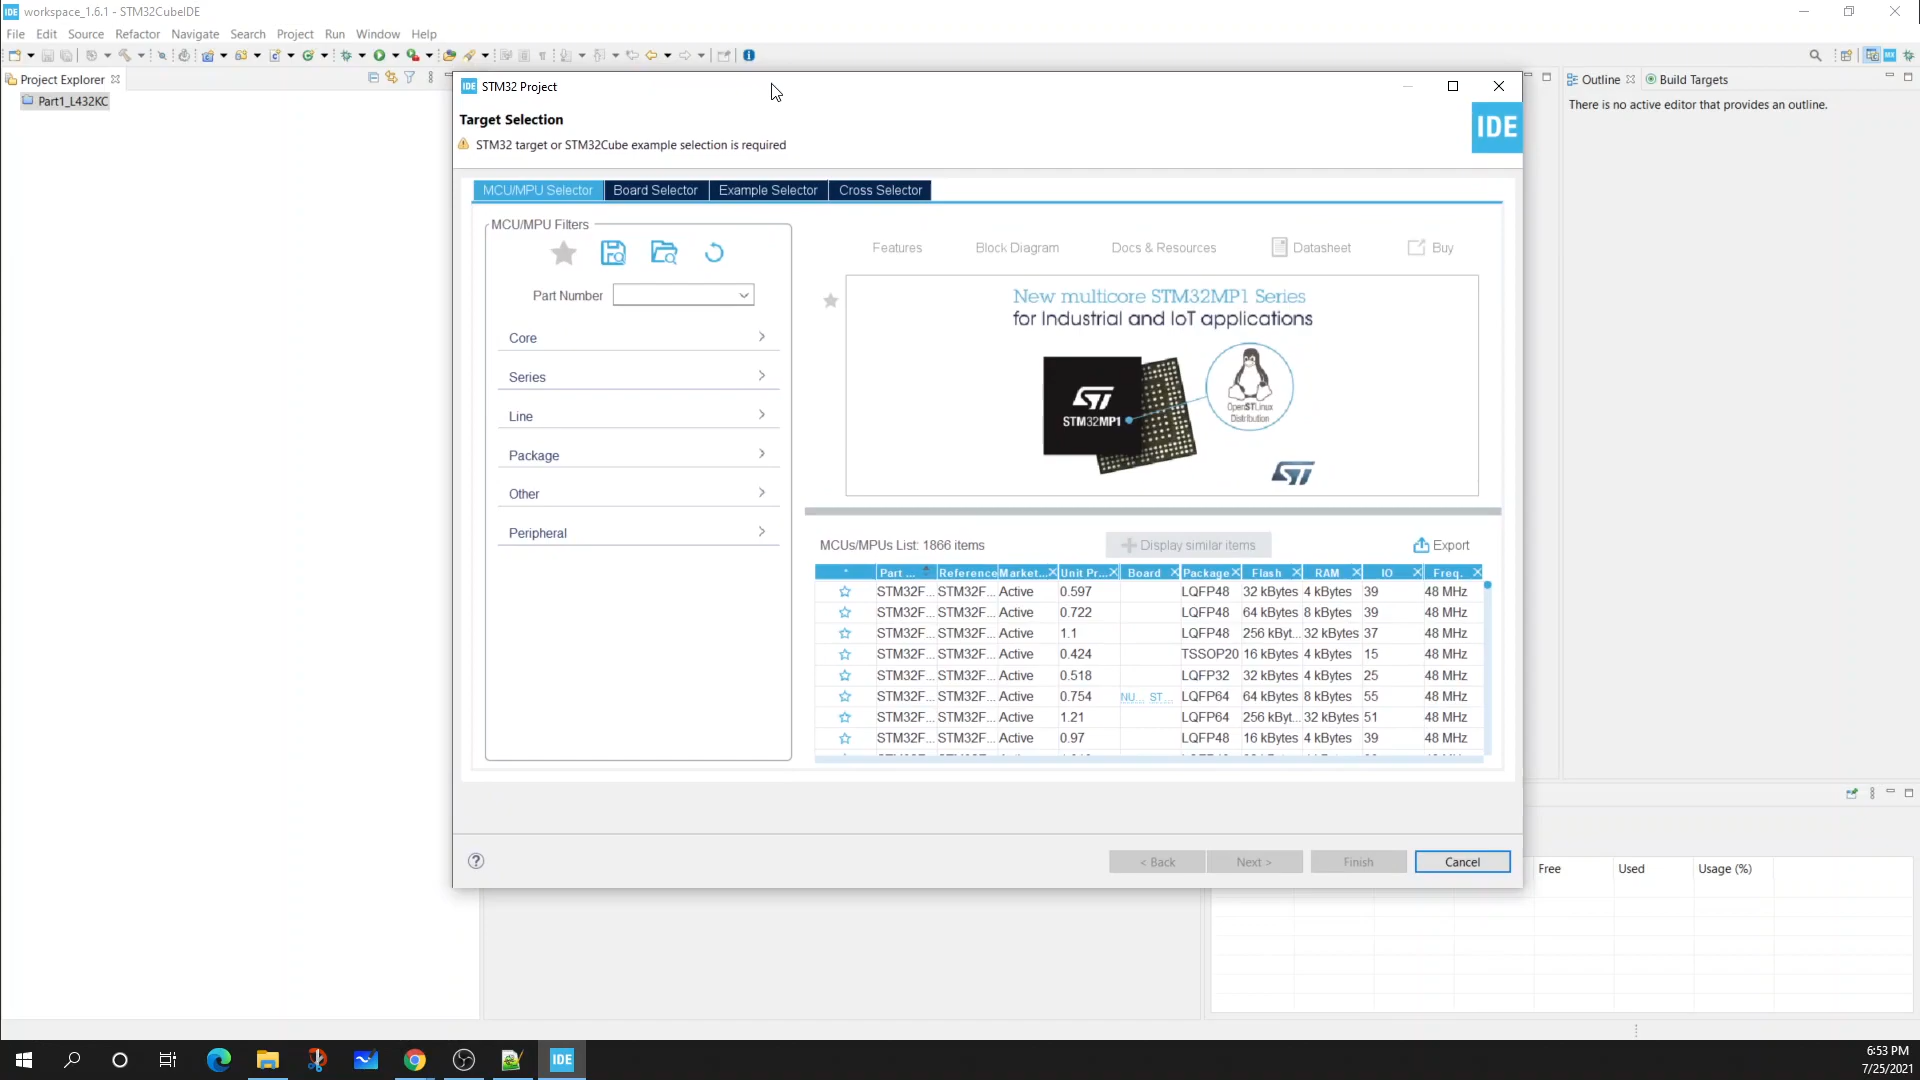 IDE workspace_1.6.1 - STM32CubeIDE
File Edit Source Refactor Navigate Search Project Run Window Help
Project Explorer
Part1_L432KC
IDE STM32 Project
Target Selection
STM32 target or STM32Cube example selection is required
IDE
MCU/MPU Selector Board Selector Example Selector Cross Selector
MCU/MPU Filters
Part Number
Core
Series
Line
Package
Other
Peripheral
Features Block Diagram Docs & Resources Datasheet Buy
New multicore STM32MP1 Series
for Industrial and IoT applications
ST
STM32MP1
OpenSTLinux
Distribution
ST
MCUs/MPUs List: 1866 items
Display similar items
Export
* Part ... Reference Market... Unit Pr... Board Package Flash RAM IO Freq.
STM32F... STM32F... Active 0.597 LQFP48 32 kBytes 4 kBytes 39 48 MHz
STM32F... STM32F... Active 0.722 LQFP48 64 kBytes 8 kBytes 39 48 MHz
STM32F... STM32F... Active 1.1 LQFP48 256 kByt... 32 kBytes 37 48 MHz
STM32F... STM32F... Active 0.424 TSSOP20 16 kBytes 4 kBytes 15 48 MHz
STM32F... STM32F... Active 0.518 LQFP32 32 kBytes 4 kBytes 25 48 MHz
STM32F... STM32F... Active 0.754 NU... ST... LQFP64 64 kBytes 8 kBytes 55 48 MHz
STM32F... STM32F... Active 1.21 LQFP64 256 kByt... 32 kBytes 51 48 MHz
STM32F... STM32F... Active 0.97 LQFP48 16 kBytes 4 kBytes 39 48 MHz
< Back Next > Finish Cancel
Outline Build Targets
There is no active editor that provides an outline.
Free Used Usage (%)
MX
IDE
6:53 PM
7/25/2021